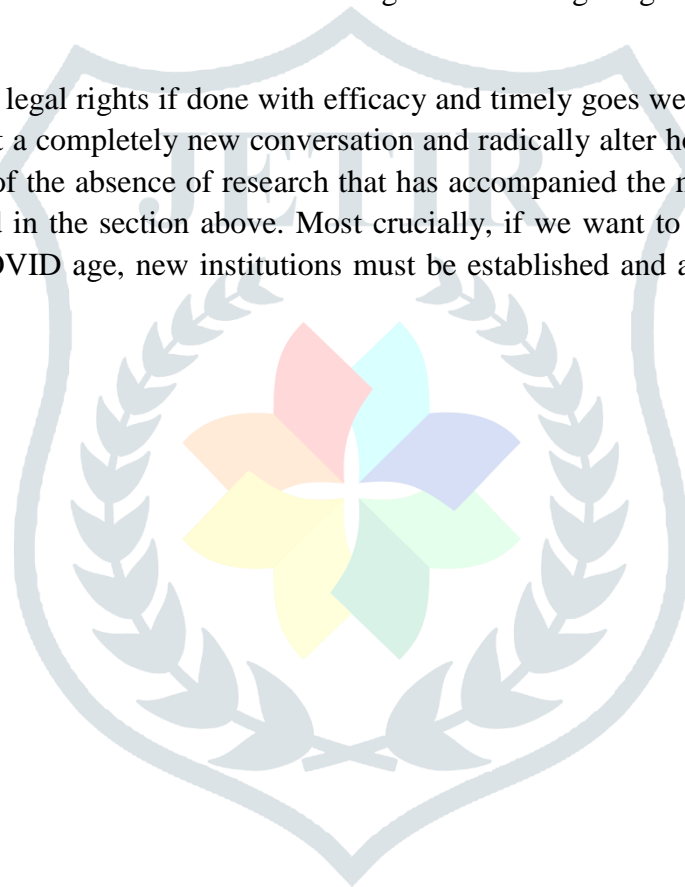 legal rights if done with efficacy and timely goes we
a completely new conversation and radically alter
of the absence of research that has accompanied the
in the section above. Most crucially, if we want to
age, new institutions must be established and
JETIR